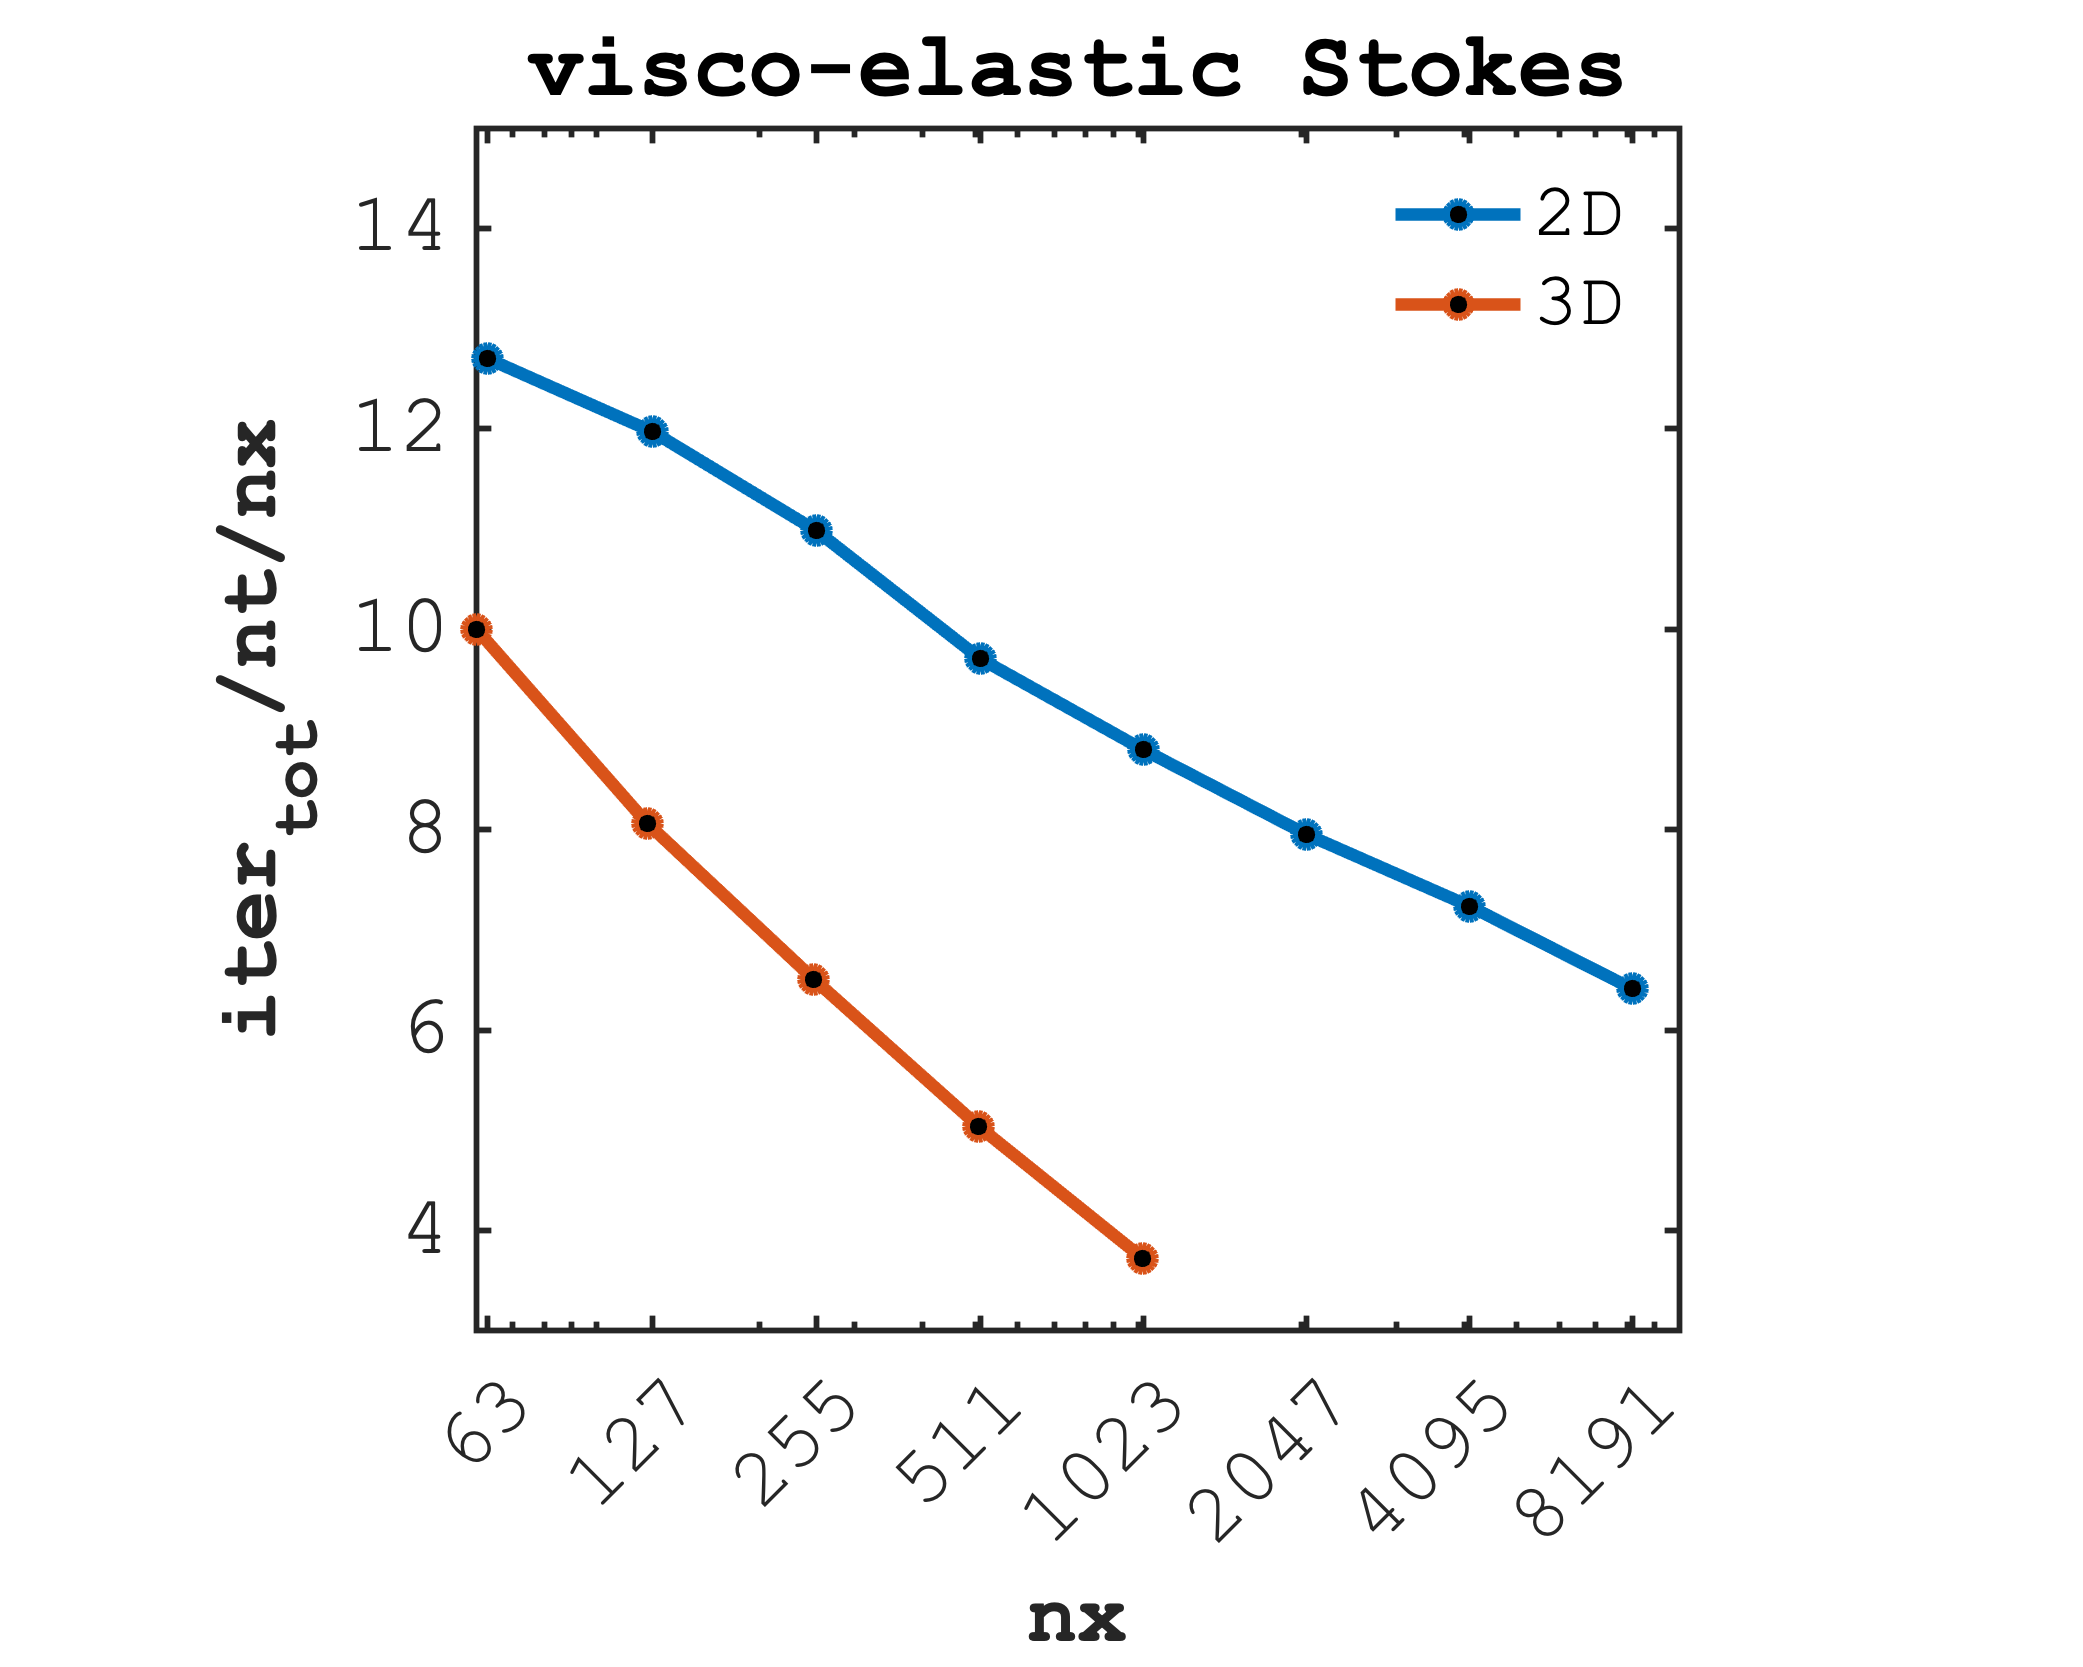 visco-elastic Stokes
2D
3D
14
12
10
8
6
4
iter_tot/nt/nx
63 127 255 511 1023 2047 4095 8191
nx